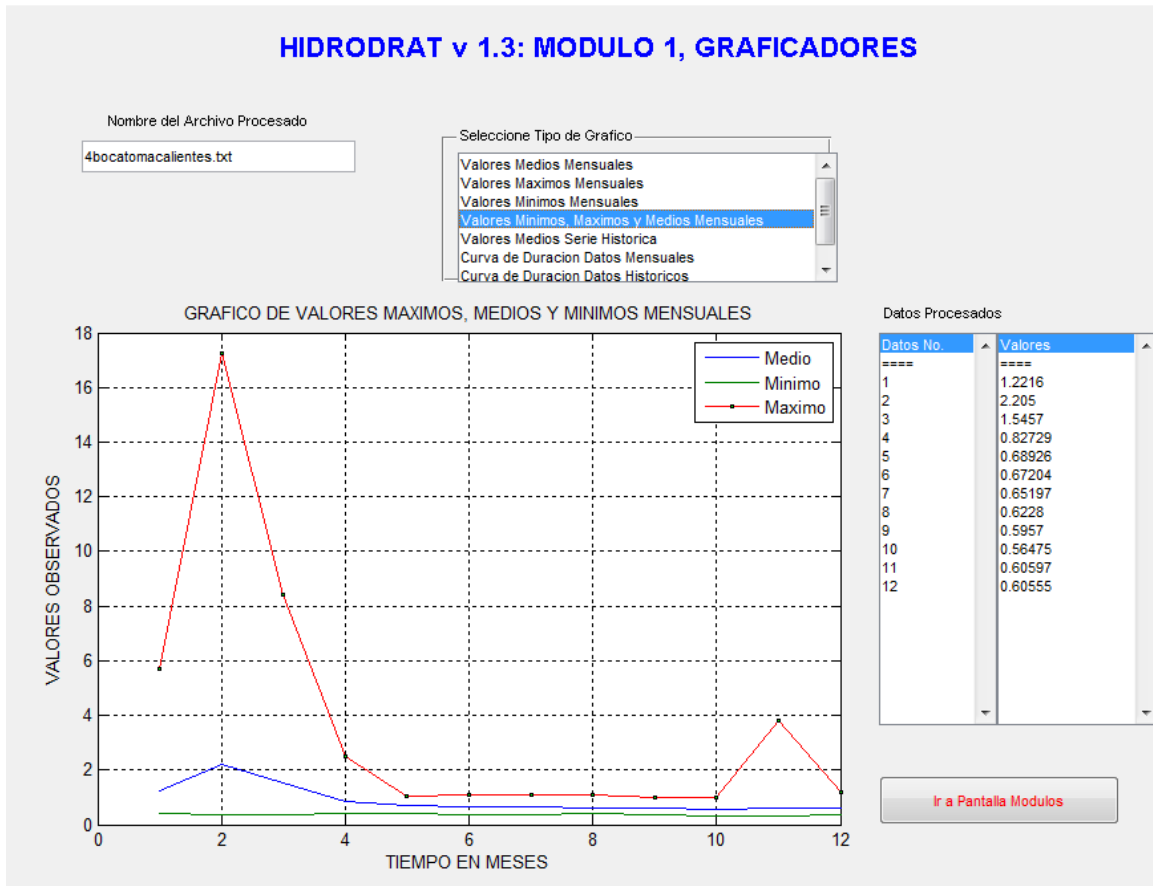 HIDRODRAT v 1.3: MODULO 1, GRAFICADORES
Nombre del Archivo Procesado
4bocatomacalientes.txt
Seleccione Tipo de Grafico
Valores Medios Mensuales
Valores Maximos Mensuales
Valores Minimos Mensuales
Valores Minimos, Maximos y Medios Mensuales
Valores Medios Serie Historica
Curva de Duracion Datos Mensuales
Curva de Duracion Datos Historicos
GRAFICO DE VALORES MAXIMOS, MEDIOS Y MINIMOS MENSUALES
18
16
14
12
10
8
6
4
2
0
VALORES OBSERVADOS
Medio
Minimo
Maximo
0 2 4 6 8 10 12
TIEMPO EN MESES
Datos Procesados
Datos No. Valores
==== ====
1 1.2216
2 2.205
3 1.5457
4 0.82729
5 0.68926
6 0.67204
7 0.65197
8 0.6228
9 0.5957
10 0.56475
11 0.60597
12 0.60555
Ir a Pantalla Modulos